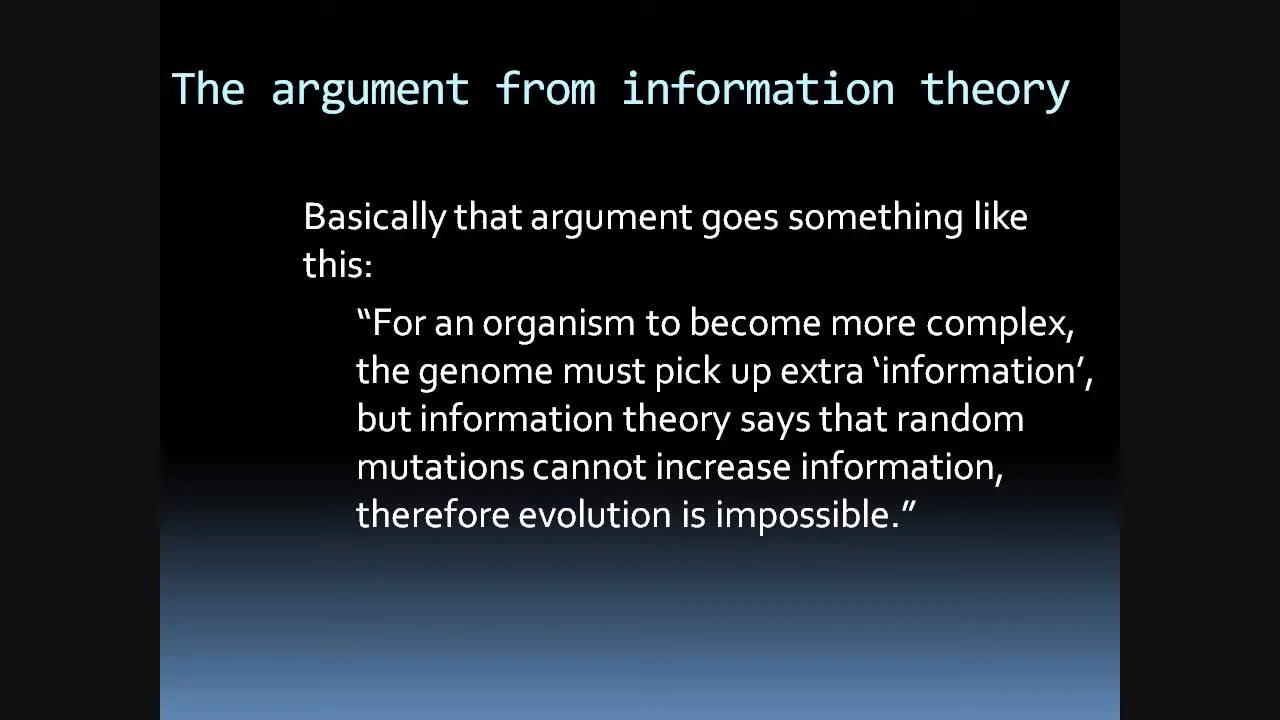 The argument from information theory
Basically that argument goes something like
this:
“For an organism to become more complex,
the genome must pick up extra ‘information’,
but information theory says that random
mutations cannot increase information,
therefore evolution is impossible.”